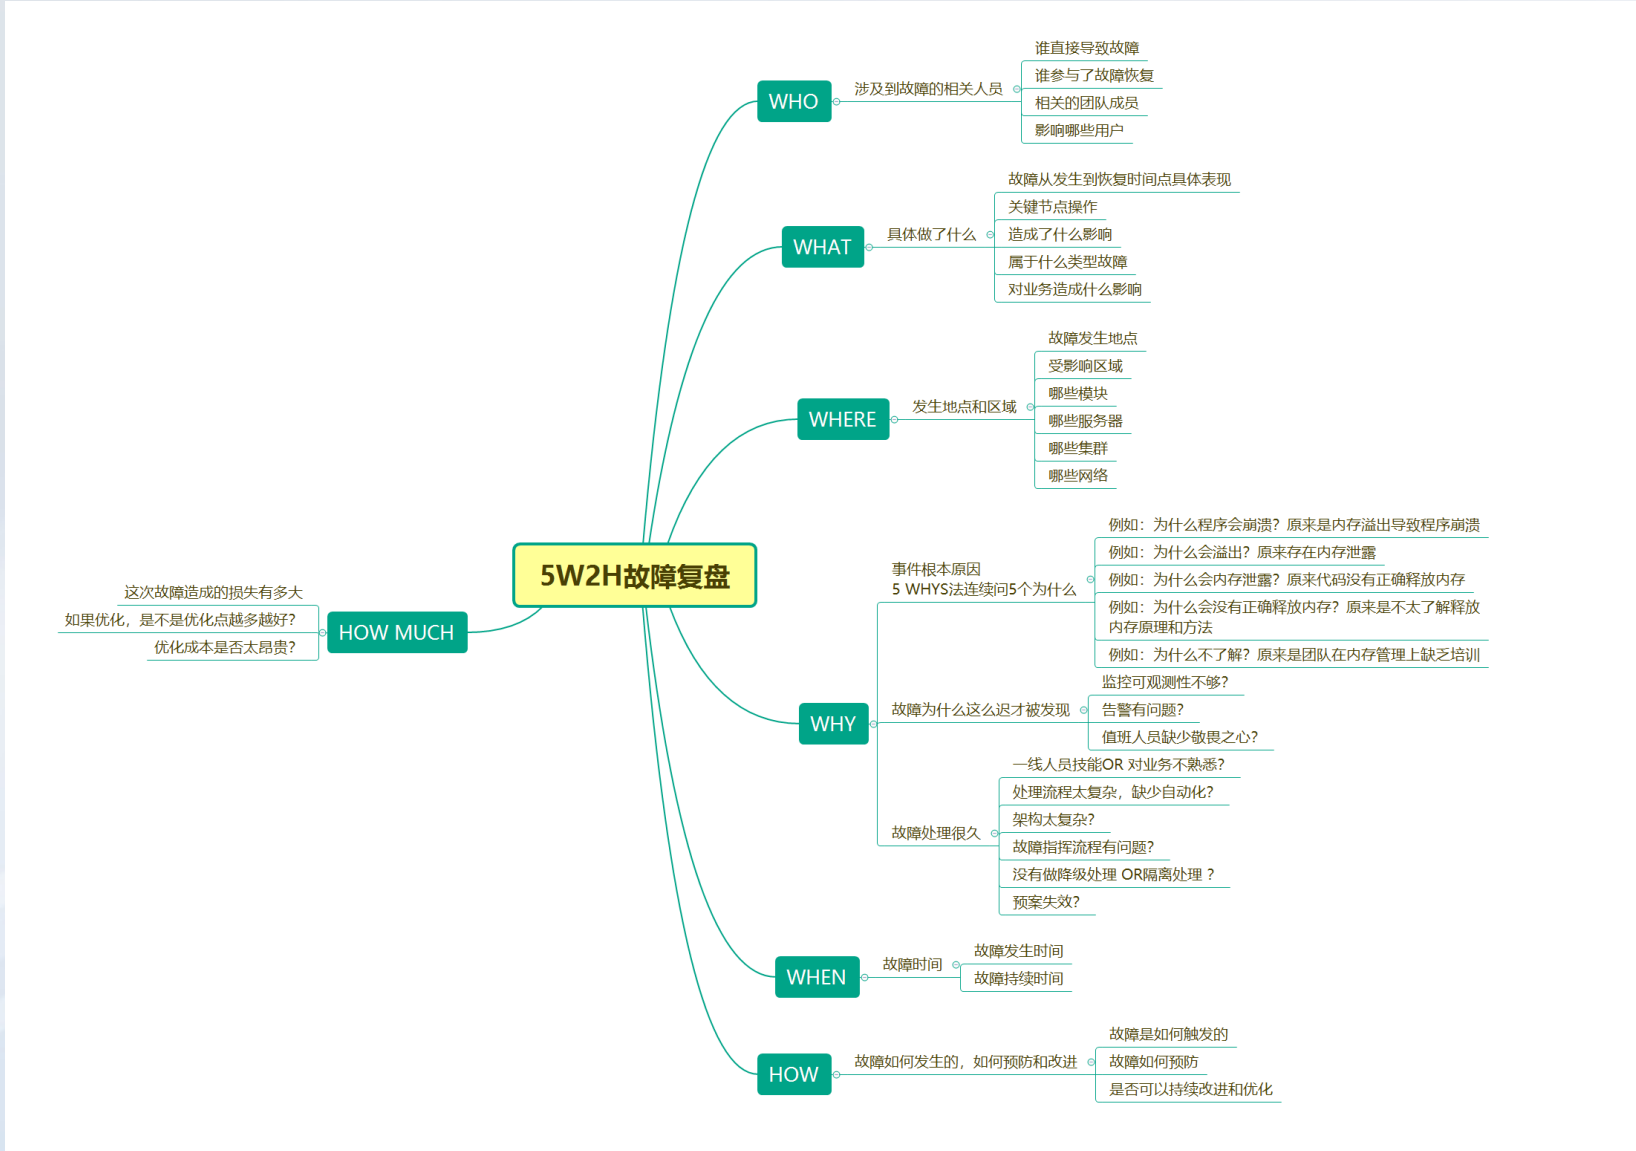 5W2H故障复盘
WHO
涉及到故障的相关人员
谁直接导致故障
谁参与了故障恢复
相关的团队成员
影响哪些用户
WHAT
具体做了什么
故障从发生到恢复时间点具体表现
关键节点操作
造成了什么影响
属于什么类型故障
对业务造成什么影响
WHERE
发生地点和区域
故障发生地点
受影响区域
哪些模块
哪些服务器
哪些集群
哪些网络
WHY
事件根本原因
5 WHYS法连续问5个为什么
例如：为什么程序会崩溃？原来是内存溢出导致程序崩溃
例如：为什么会溢出？原来存在内存泄露
例如：为什么会内存泄露？原来代码没有正确释放内存
例如：为什么会没有正确释放内存？原来是不太了解释放
内存原理和方法
例如：为什么不了解？原来是团队在内存管理上缺乏培训
故障为什么这么迟才被发现
监控可观测性不够？
告警有问题？
值班人员缺少敬畏之心？
故障处理很久
一线人员技能OR 对业务不熟悉？
处理流程太复杂，缺少自动化？
架构太复杂？
故障指挥流程有问题？
没有做降级处理 OR隔离处理 ？
预案失效？
WHEN
故障时间
故障发生时间
故障持续时间
HOW
故障如何发生的，如何预防和改进
故障是如何触发的
故障如何预防
是否可以持续改进和优化
HOW MUCH
这次故障造成的损失有多大
如果优化，是不是优化点越多越好？
优化成本是否太昂贵？